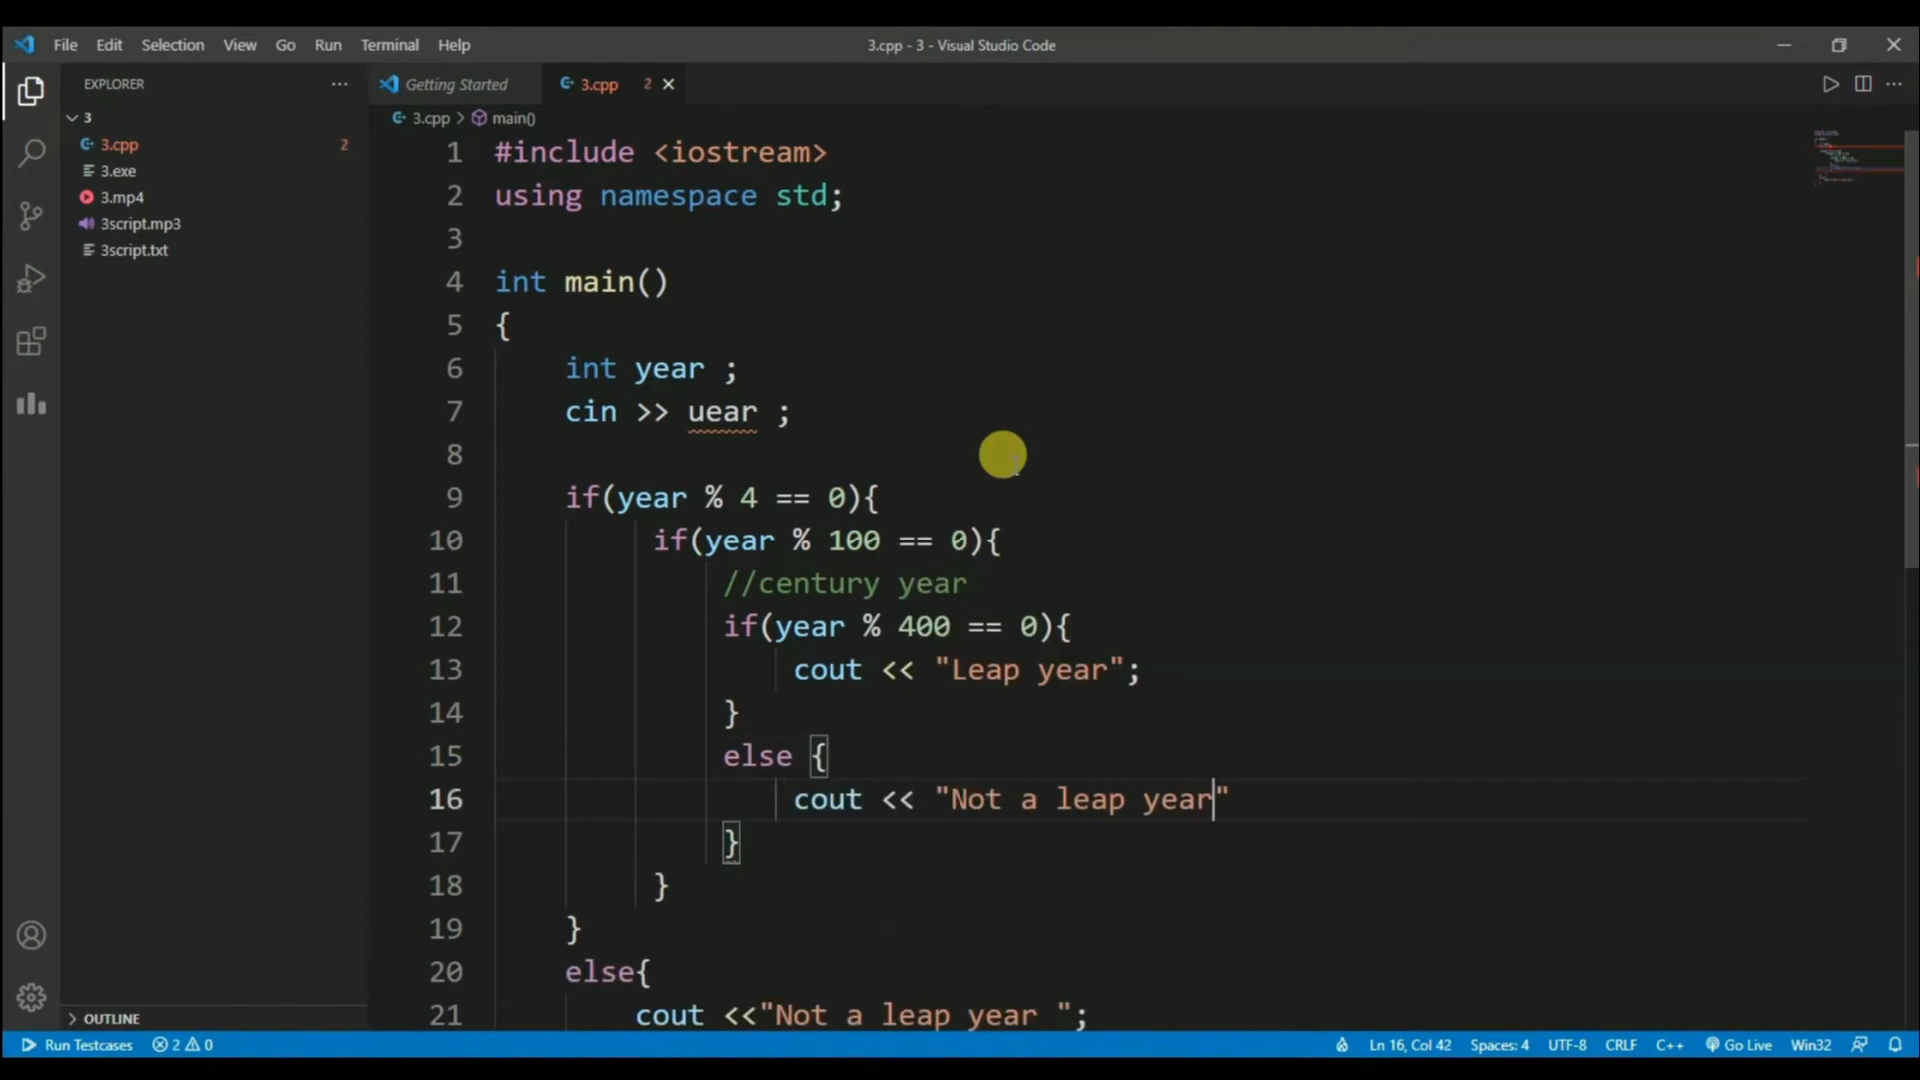 File Edit Selection View Go Run Terminal Help
3.cpp - 3 - Visual Studio Code
EXPLORER
Getting Started
3.cpp 2
3
3.cpp > main()
3.cpp 2
3.exe
3.mp4
3script.mp3
3script.txt
1 #include <iostream>
2 using namespace std;
3
4 int main()
5 {
6 int year ;
7 cin >> uear ;
8
9 if(year % 4 == 0){
10 if(year % 100 == 0){
11 //century year
12 if(year % 400 == 0){
13 cout << "Leap year";
14 }
15 else {
16 cout << "Not a leap year"
17 }
18 }
19 }
20 else{
21 cout <<"Not a leap year ";
OUTLINE
Run Testcases 2 0
Ln 16, Col 42 Spaces: 4 UTF-8 CRLF C++ Go Live Win32